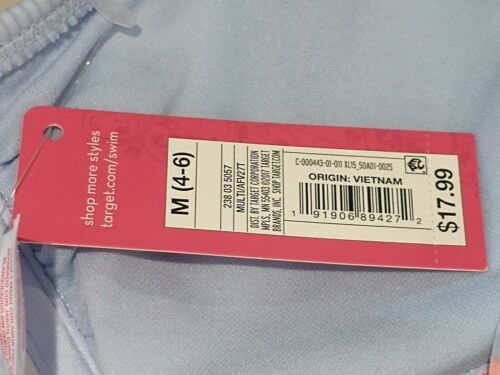 shop more styles
target.com/swim
M (4-6)
238 03 5057
MULTI/AFV27T
DIST. BY TARGET CORPORATION
MPLS, MN 55403 ©2017 TARGET
BRANDS, INC. SHOP TARGET.COM
C-000443-01-011 XL15_50A01-0025
ORIGIN: VIETNAM
1 91906 89427 2
$17.99